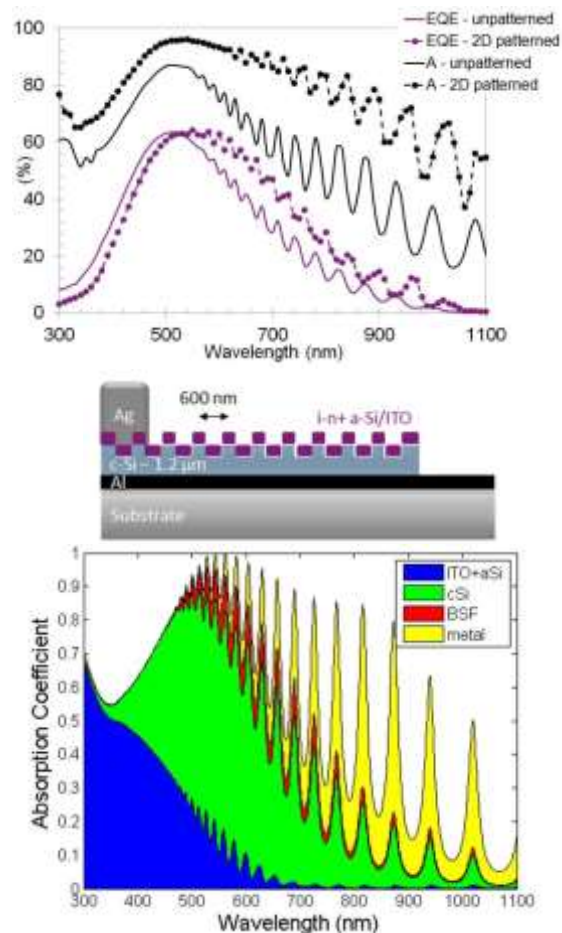 EQE - unpatterned
EQE - 2D patterned
A - unpatterned
A - 2D patterned
100
80
60
40
20
0
(%)
300 500 700 900 1100
Wavelength (nm)
600 nm
Ag
i-n+ a-Si/ITO
c-Si ~ 1.2 µm
Al
Substrate
1
0.9
0.8
0.7
0.6
0.5
0.4
0.3
0.2
0.1
0
Absorption Coefficient
ITO+aSi
cSi
BSF
metal
300 400 500 600 700 800 900 1000 1100
Wavelength (nm)